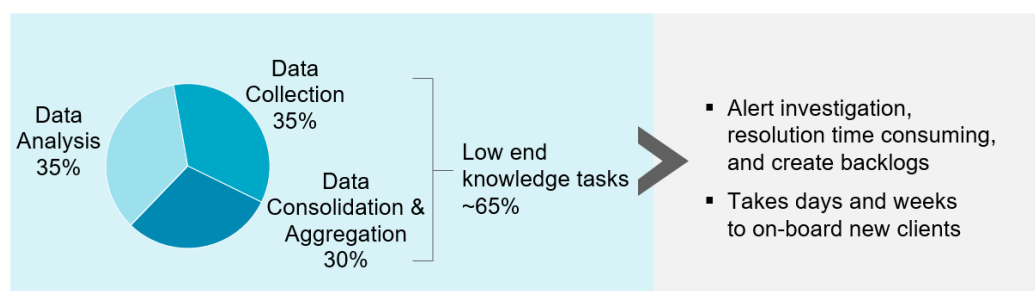 Data
Analysis
35%
Data
Collection
35%
Data
Consolidation &
Aggregation
30%
Low end
knowledge tasks
~65%
▪ Alert investigation,
resolution time consuming,
and create backlogs
▪ Takes days and weeks
to on-board new clients